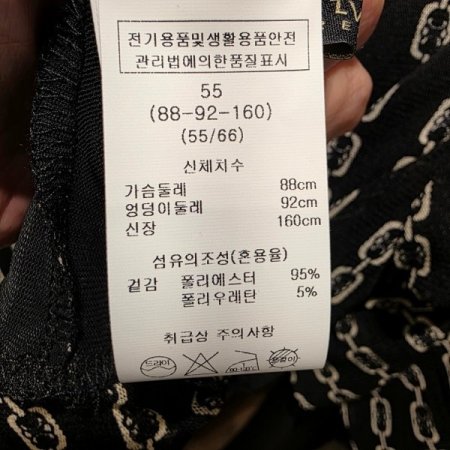 전기용품및생활용품안전
관리법에의한품질표시
55
(88-92-160)
(55/66)
신체치수
가슴둘레 88cm
엉덩이둘레 92cm
신장 160cm
섬유의조성(혼용율)
겉감 폴리에스터 95%
폴리우레탄 5%
취급상 주의사항
드라이